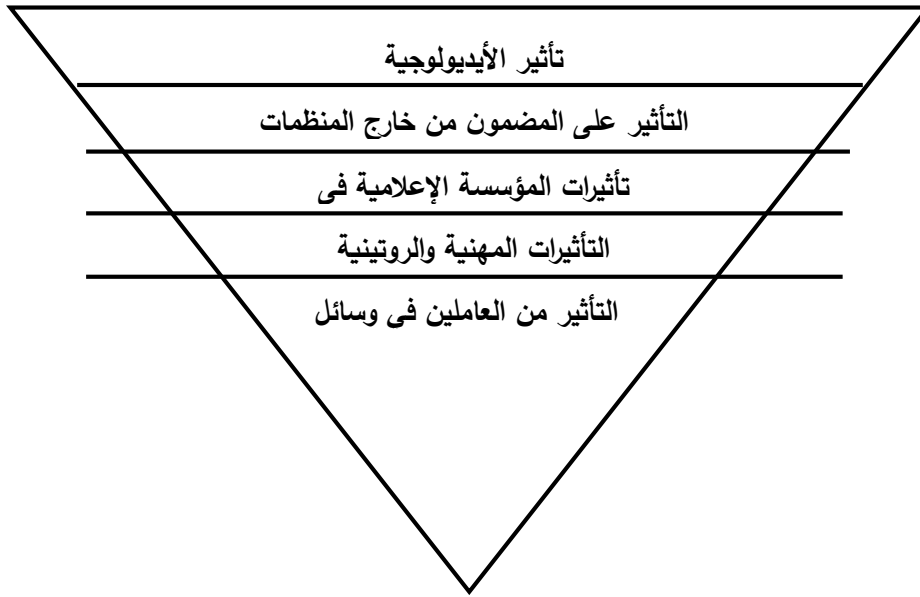 تأثير الأيديولوجية
التأثير على المضمون من خارج المنظمات
تأثيرات المؤسسة الإعلامية فى
التأثيرات المهنية والروتينية
التأثير من العاملين فى وسائل